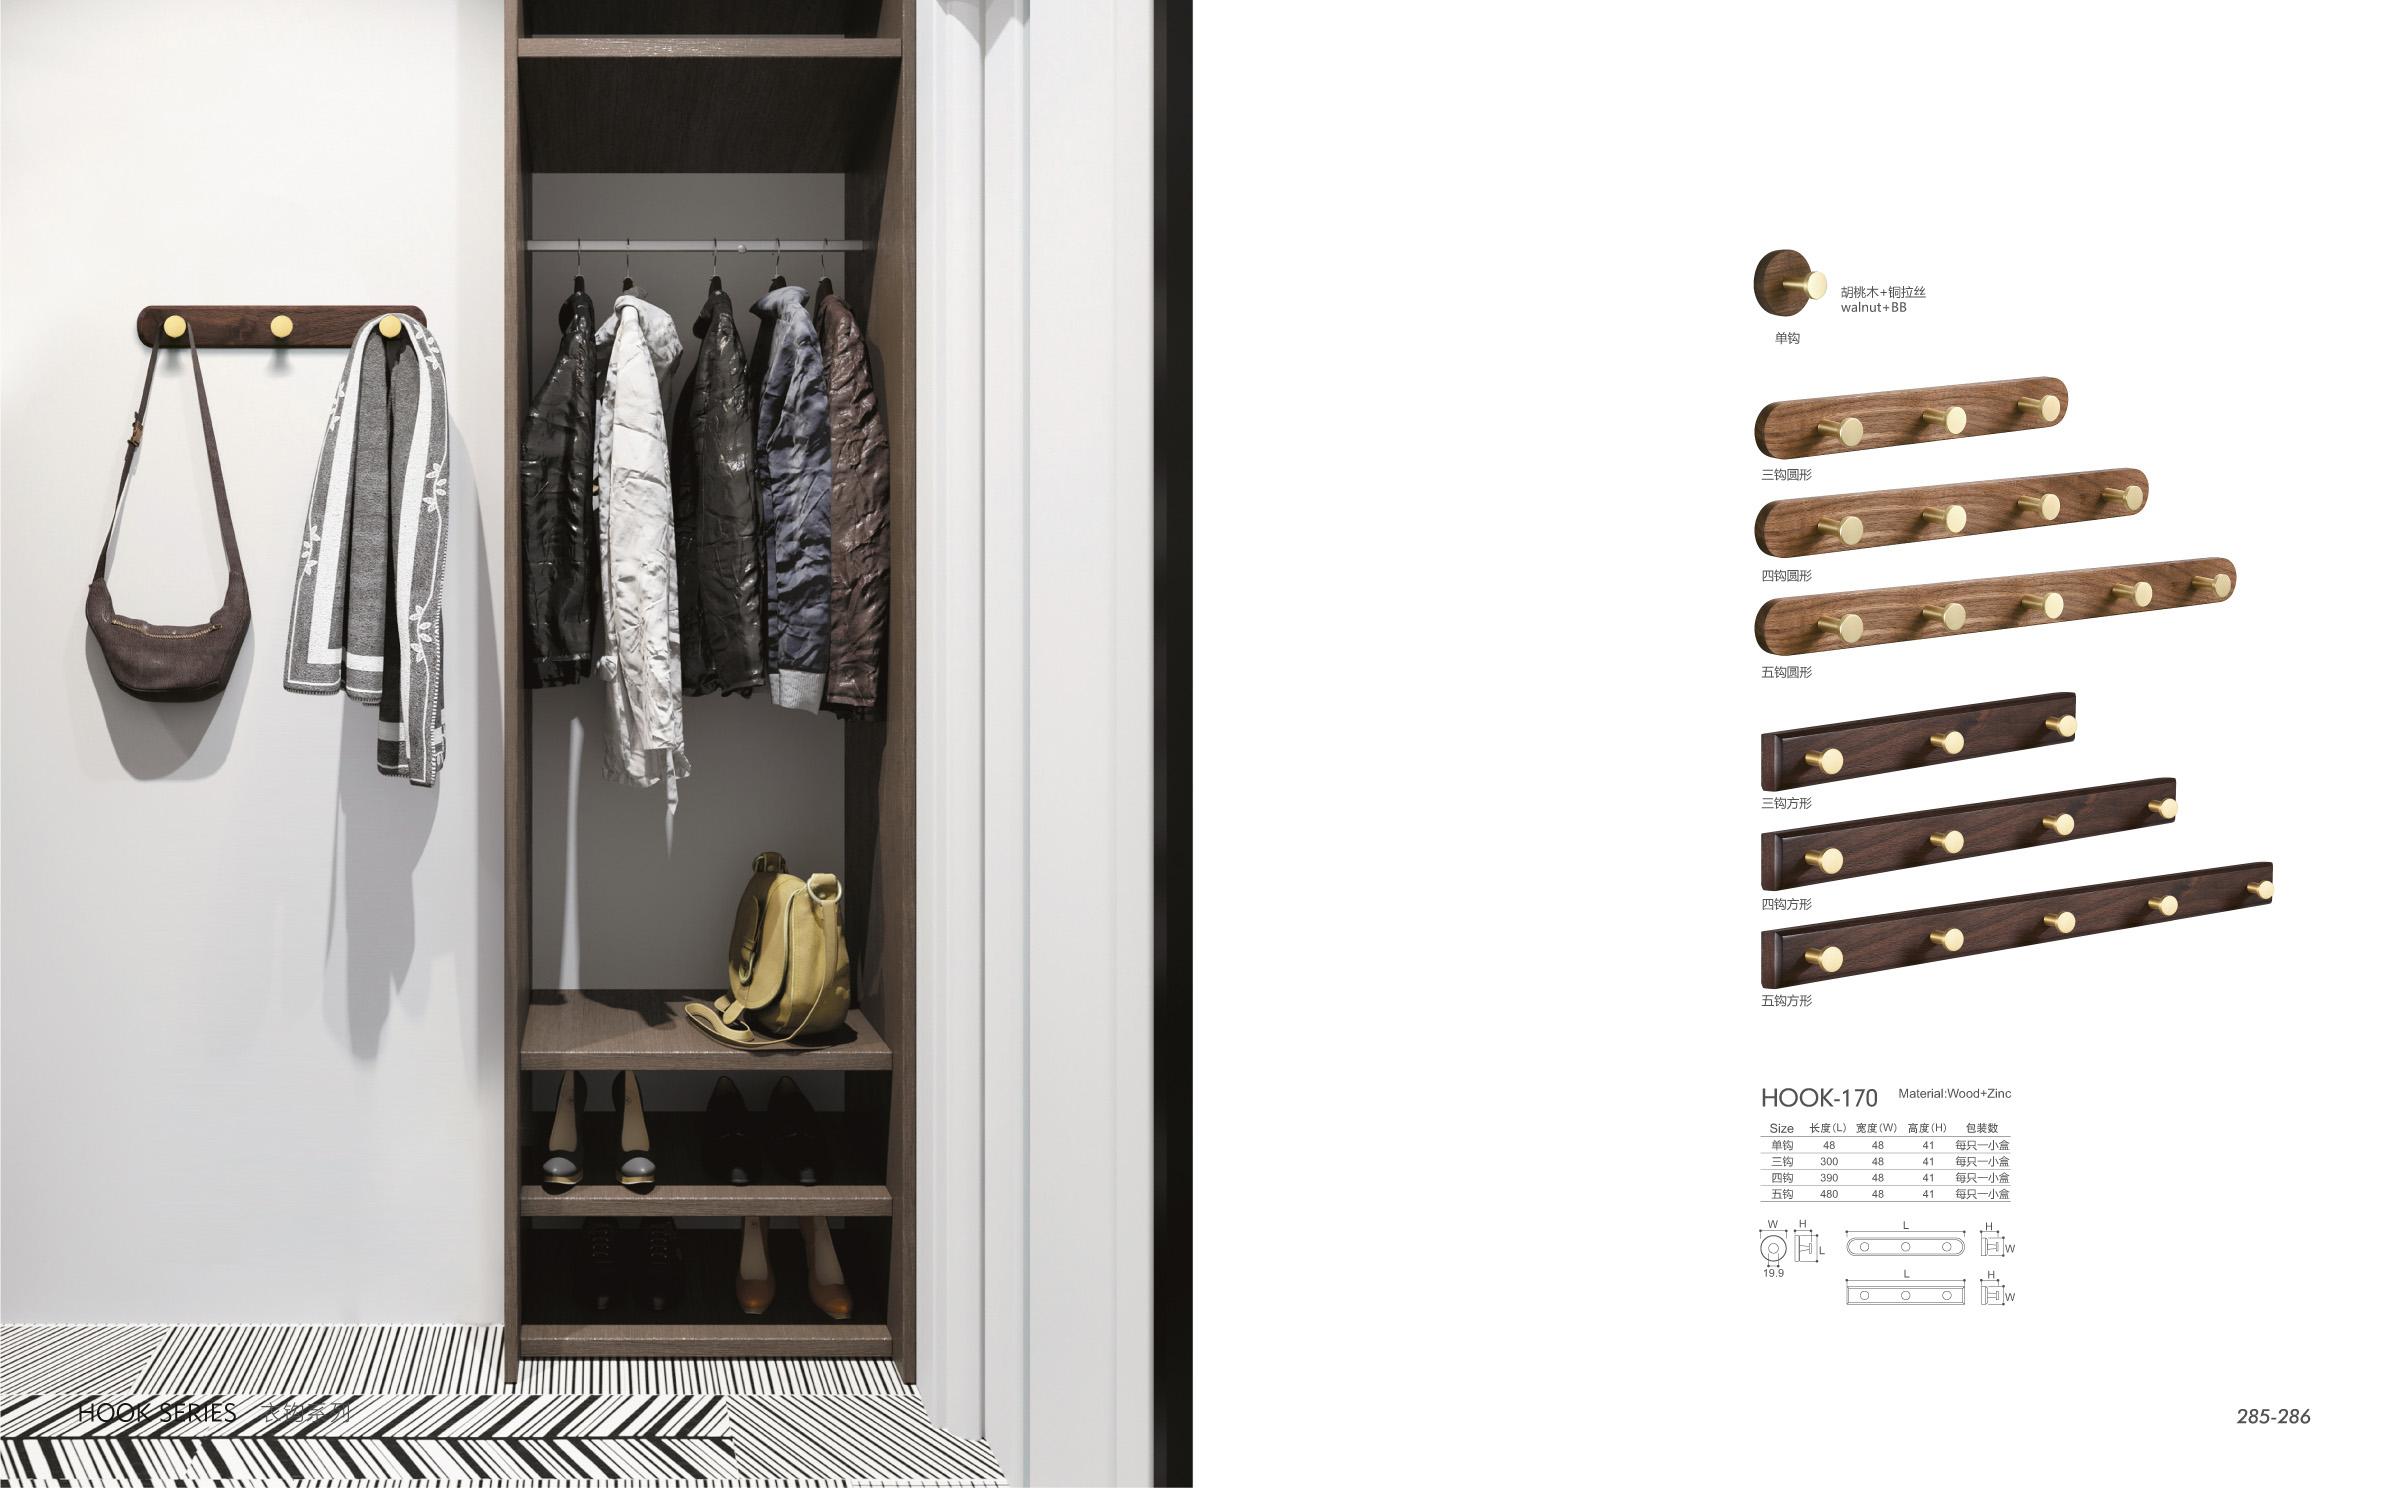 胡桃木+铜拉丝
walnut+BB
单钩
三钩圆形
四钩圆形
五钩圆形
三钩方形
四钩方形
五钩方形
HOOK-170 Material:Wood+Zinc
Size 长度(L) 宽度(W) 高度(H) 包装数
单钩 48 48 41 每只一小盒
三钩 300 48 41 每只一小盒
四钩 390 48 41 每只一小盒
五钩 480 48 41 每只一小盒
W H L H
L W
19.9
L H
W
HOOK SERIES 衣钩系列
285-286